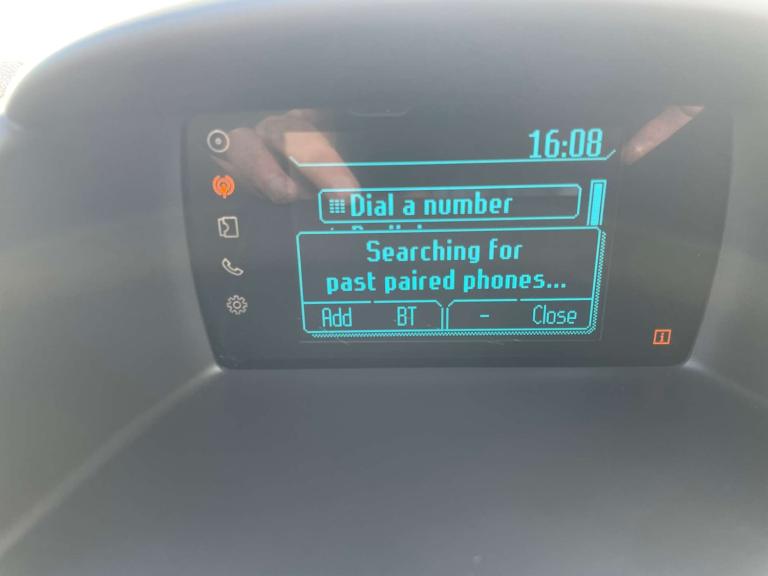 16:08
Dial a number
Searching for
past paired phones...
Add BT - Close
i